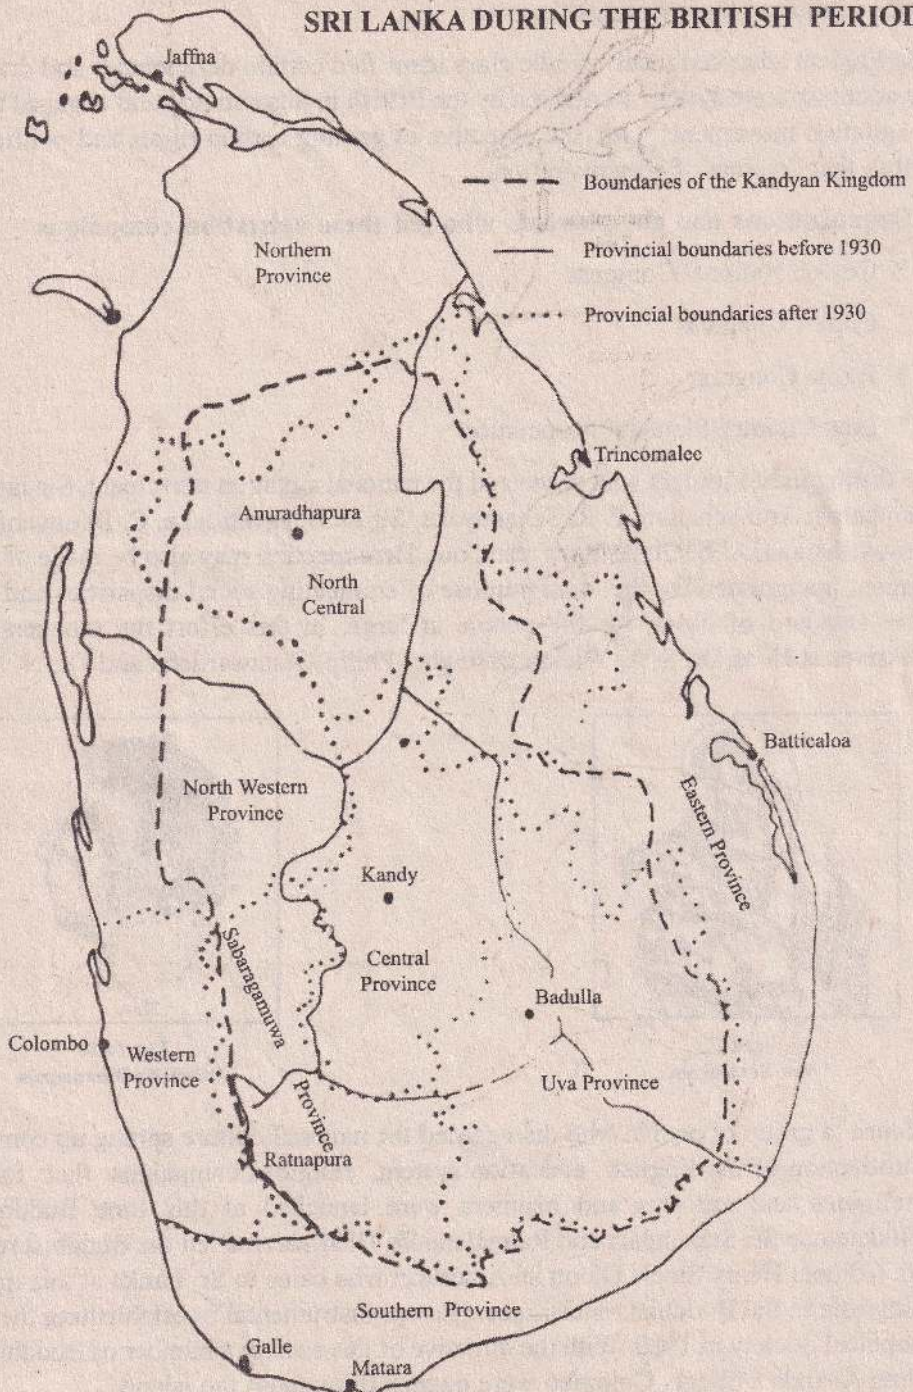 SRI LANKA DURING THE BRITISH PERIOD
Jaffna
Boundaries of the Kandyan Kingdom
Northern
Province
Provincial boundaries before 1930
Provincial boundaries after 1930
Trincomalee
Anuradhapura
North
Central
Batticaloa
North Western
Province
Eastern Province
Kandy
Sabaragamuwa
Province
Central
Province
Badulla
Colombo
Western
Province
Uva Province
Ratnapura
Southern Province
Galle
Matara